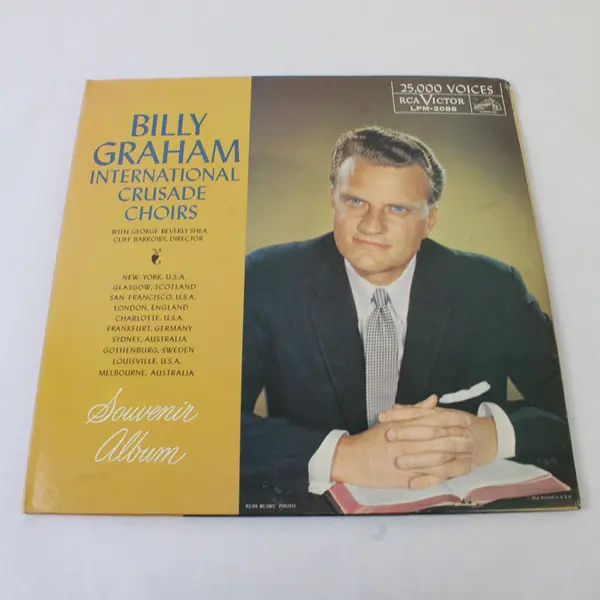 BILLY
GRAHAM
INTERNATIONAL
CRUSADE
CHOIRS
WITH GEORGE BEVERLY SHEA
CLIFF BARROWS, DIRECTOR
NEW YORK, U.S.A.
GLASGOW, SCOTLAND
SAN FRANCISCO, U.S.A.
LONDON, ENGLAND
CHARLOTTE, U.S.A.
FRANKFURT, GERMANY
SYDNEY, AUSTRALIA
GOTHENBURG, SWEDEN
LOUISVILLE, U.S.A.
MELBOURNE, AUSTRALIA
Souvenir
Album
25,000 VOICES
RCA VICTOR
LPM-2088
PHOTO